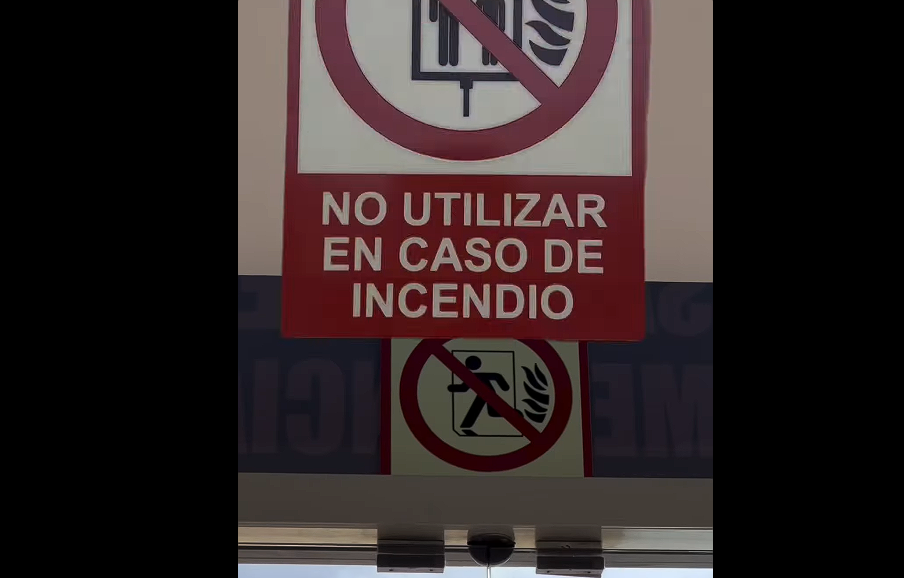 NO UTILIZAR
EN CASO DE
INCENDIO